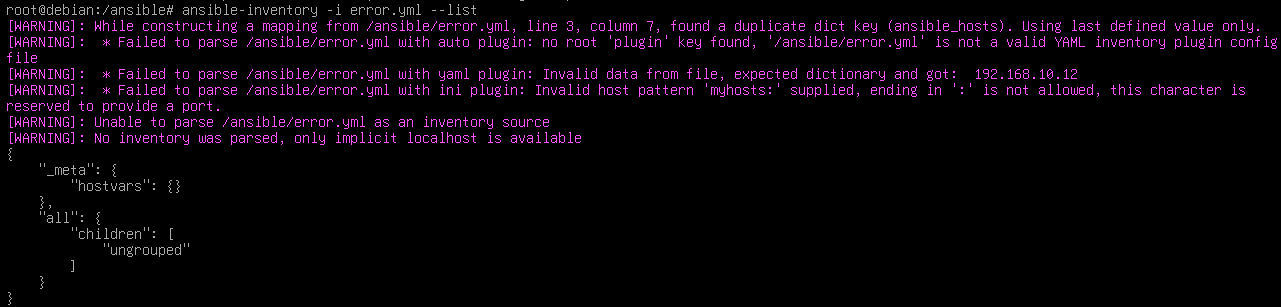 root@debian:/ansible# ansible-inventory -i error.yml --list
[WARNING]: While constructing a mapping from /ansible/error.yml, line 3, column 7, found a duplicate dict key (ansible_hosts). Using last defined value only.
[WARNING]:  * Failed to parse /ansible/error.yml with auto plugin: no root 'plugin' key found, '/ansible/error.yml' is not a valid YAML inventory plugin config
file
[WARNING]:  * Failed to parse /ansible/error.yml with yaml plugin: Invalid data from file, expected dictionary and got:  192.168.10.12
[WARNING]:  * Failed to parse /ansible/error.yml with ini plugin: Invalid host pattern 'myhosts:' supplied, ending in ':' is not allowed, this character is
reserved to provide a port.
[WARNING]: Unable to parse /ansible/error.yml as an inventory source
[WARNING]: No inventory was parsed, only implicit localhost is available
{
    "_meta": {
        "hostvars": {}
    },
    "all": {
        "children": [
            "ungrouped"
        ]
    }
}